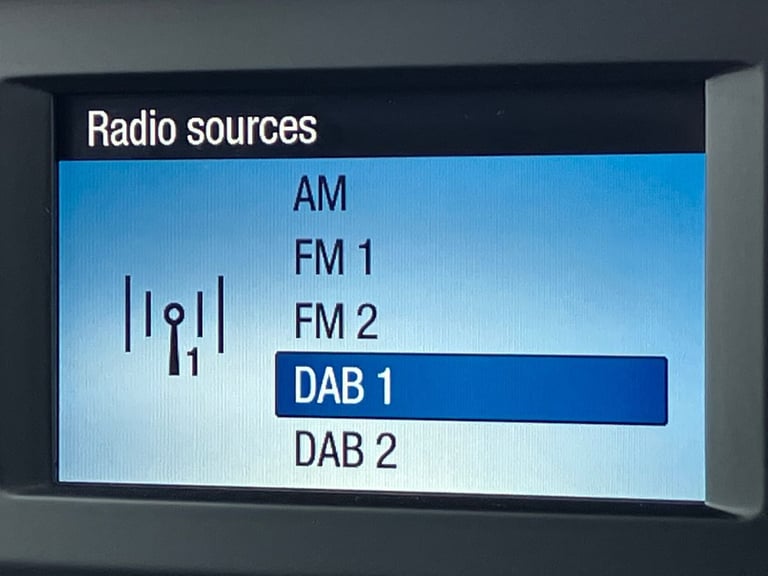 Radio sources
AM
FM 1
FM 2
DAB 1
DAB 2
1